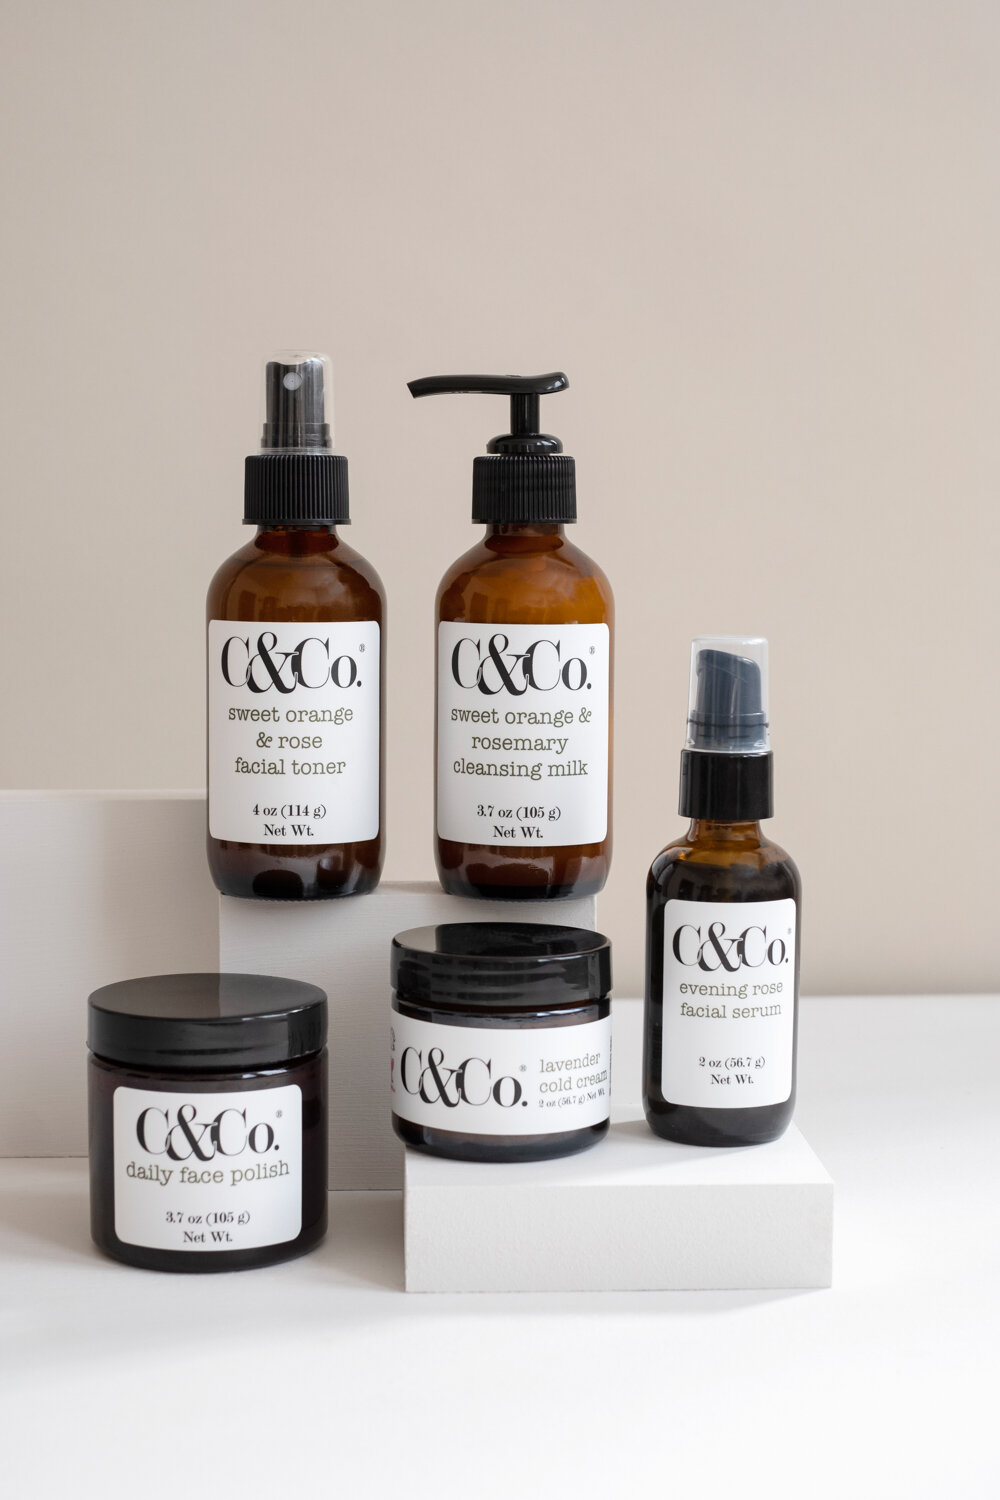 C&Co.®
sweet orange
& rose
facial toner
4 oz (114 g)
Net Wt.
C&Co.®
sweet orange &
rosemary
cleansing milk
3.7 oz (105 g)
Net Wt.
C&Co.®
evening rose
facial serum
2 oz (56.7 g)
Net Wt.
C&Co.®
lavender
cold cream
2 oz (56.7 g) Net Wt.
C&Co.®
daily face polish
3.7 oz (105 g)
Net Wt.